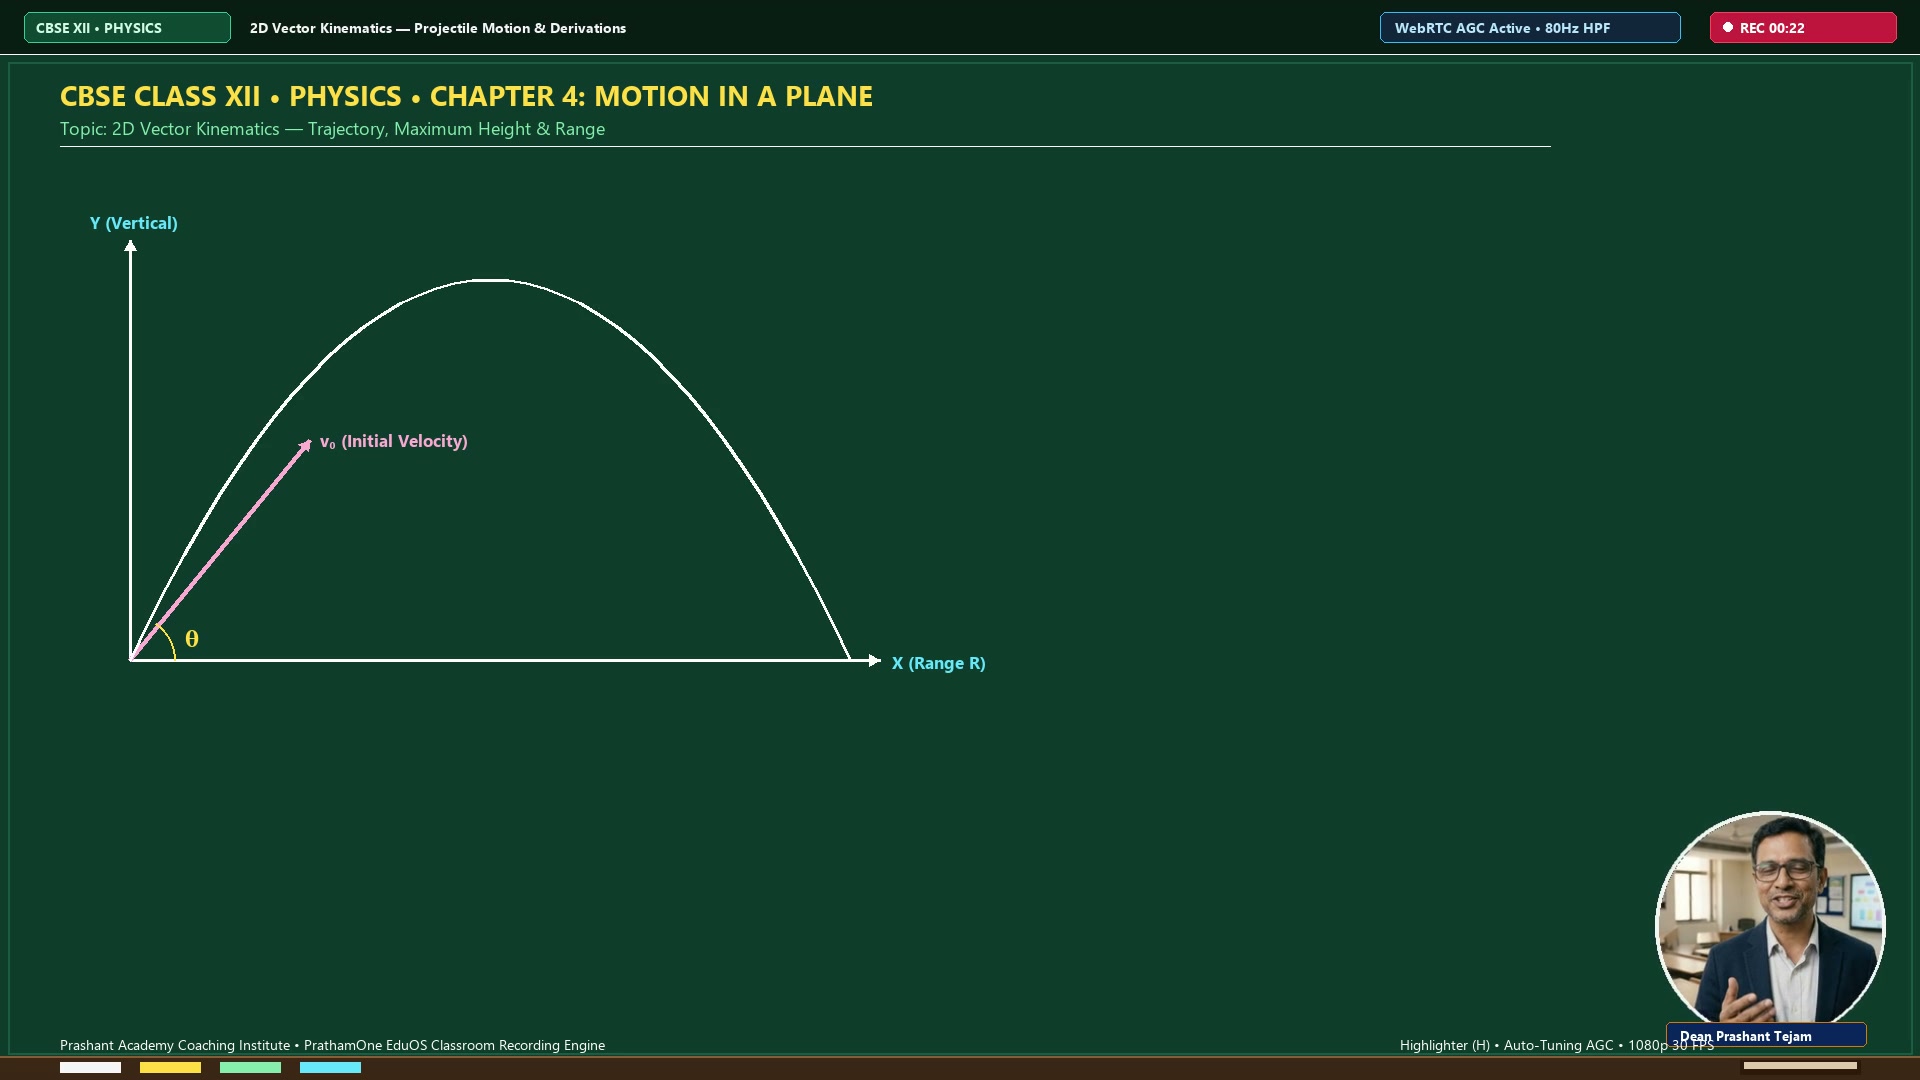 CBSE XII • PHYSICS
2D Vector Kinematics — Projectile Motion & Derivations
WebRTC AGC Active • 80Hz HPF
REC 00:22
CBSE CLASS XII • PHYSICS • CHAPTER 4: MOTION IN A PLANE
Topic: 2D Vector Kinematics — Trajectory, Maximum Height & Range
Y (Vertical)
v₀ (Initial Velocity)
θ
X (Range R)
Dean Prashant Tejam
Prashant Academy Coaching Institute • PrathamOne EduOS Classroom Recording Engine
Highlighter (H) • Auto-Tuning AGC • 1080p 30 FPS